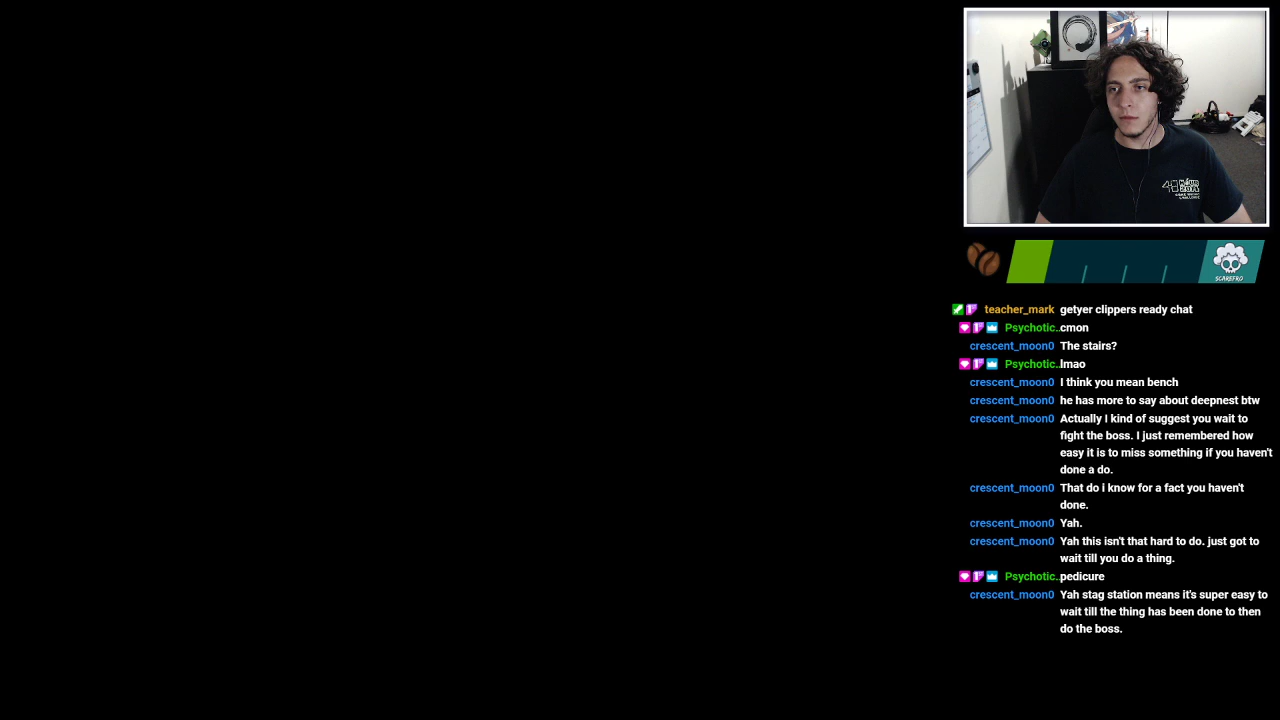 SCAREFRO
teacher_mark getyer clippers ready chat
Psychotic.. cmon
crescent_moon0 The stairs?
Psychotic.. lmao
crescent_moon0 I think you mean bench
crescent_moon0 he has more to say about deepnest btw
crescent_moon0 Actually I kind of suggest you wait to
fight the boss. I just remembered how
easy it is to miss something if you haven't
done a do.
crescent_moon0 That do i know for a fact you haven't
done.
crescent_moon0 Yah.
crescent_moon0 Yah this isn't that hard to do. just got to
wait till you do a thing.
Psychotic.. pedicure
crescent_moon0 Yah stag station means it's super easy to
wait till the thing has been done to then
do the boss.